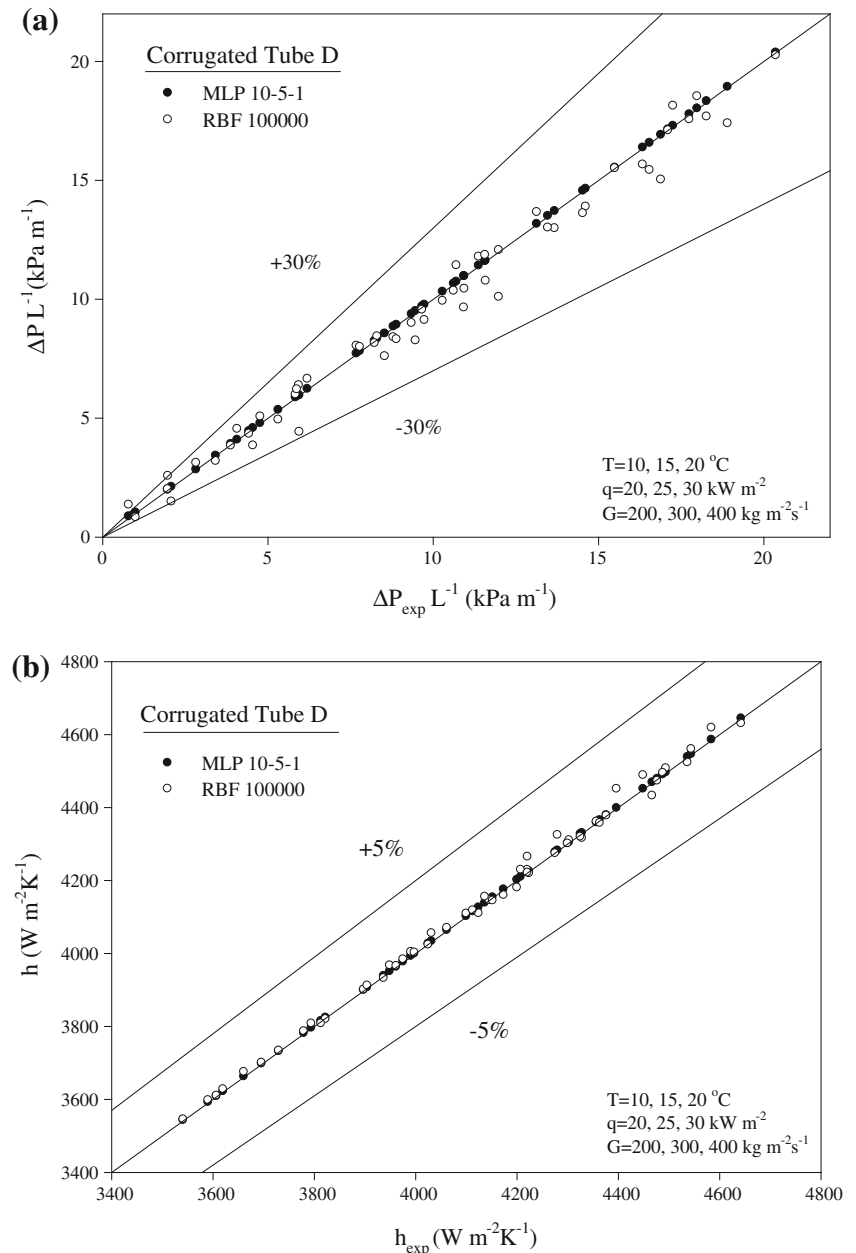 (a)
Corrugated Tube D
MLP 10-5-1
RBF 100000
+30%
-30%
T=10, 15, 20 °C
q=20, 25, 30 kW m⁻²
G=200, 300, 400 kg m⁻²s⁻¹
ΔP L⁻¹(kPa m⁻¹)
20
15
10
5
0
0 5 10 15 20
ΔP_exp L⁻¹ (kPa m⁻¹)
(b)
Corrugated Tube D
MLP 10-5-1
RBF 100000
+5%
-5%
T=10, 15, 20 °C
q=20, 25, 30 kW m⁻²
G=200, 300, 400 kg m⁻²s⁻¹
h (W m⁻²K⁻¹)
4800
4600
4400
4200
4000
3800
3600
3400
3400 3600 3800 4000 4200 4400 4600 4800
h_exp (W m⁻²K⁻¹)